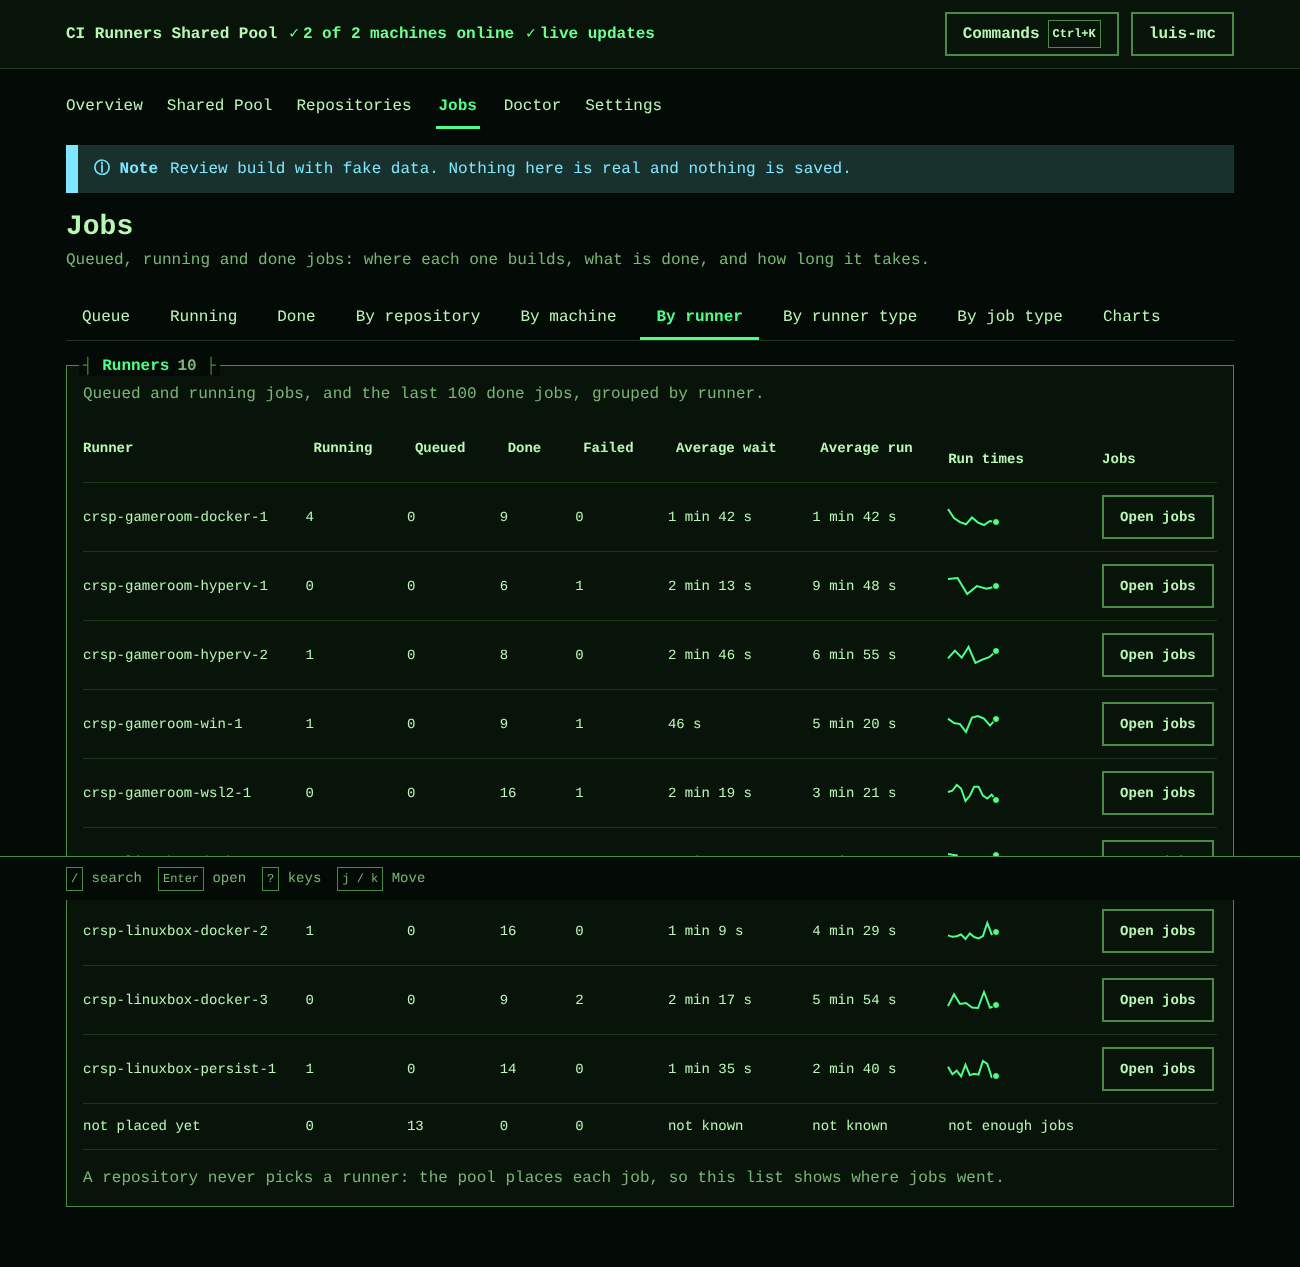 CI Runners Shared Pool ✓ 2 of 2 machines online ✓ live updates
Commands Ctrl+K
luis-mc
Overview Shared Pool Repositories Jobs Doctor Settings
ⓘ Note Review build with fake data. Nothing here is real and nothing is saved.
Jobs
Queued, running and done jobs: where each one builds, what is done, and how long it takes.
Queue Running Done By repository By machine By runner By runner type By job type Charts
Runners 10
Queued and running jobs, and the last 100 done jobs, grouped by runner.
Runner Running Queued Done Failed Average wait Average run Run times Jobs
crsp-gameroom-docker-1 4 0 9 0 1 min 42 s 1 min 42 s Open jobs
crsp-gameroom-hyperv-1 0 0 6 1 2 min 13 s 9 min 48 s Open jobs
crsp-gameroom-hyperv-2 1 0 8 0 2 min 46 s 6 min 55 s Open jobs
crsp-gameroom-win-1 1 0 9 1 46 s 5 min 20 s Open jobs
crsp-gameroom-wsl2-1 0 0 16 1 2 min 19 s 3 min 21 s Open jobs
/ search Enter open ? keys j / k Move
crsp-linuxbox-docker-2 1 0 16 0 1 min 9 s 4 min 29 s Open jobs
crsp-linuxbox-docker-3 0 0 9 2 2 min 17 s 5 min 54 s Open jobs
crsp-linuxbox-persist-1 1 0 14 0 1 min 35 s 2 min 40 s Open jobs
not placed yet 0 13 0 0 not known not known not enough jobs
A repository never picks a runner: the pool places each job, so this list shows where jobs went.